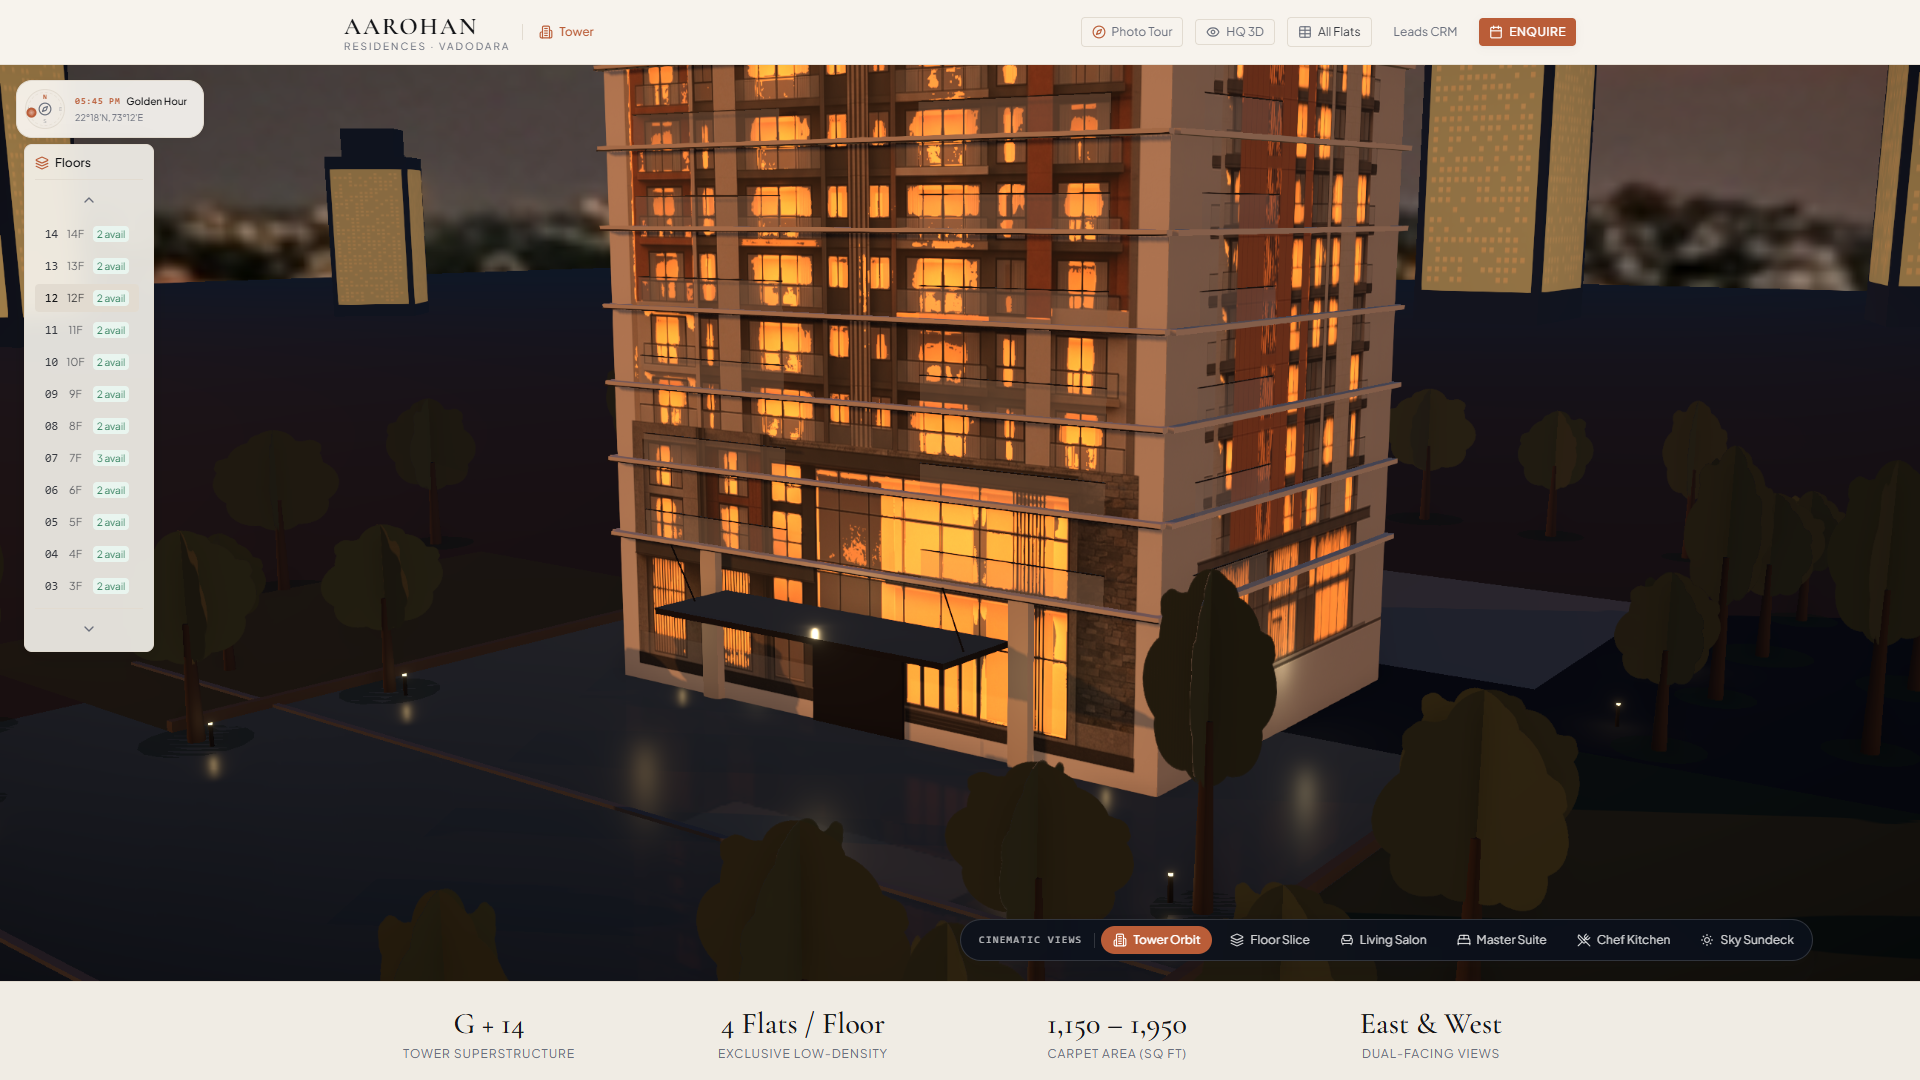 AAROHAN
RESIDENCES · VADODARA
Tower
Photo Tour
HQ 3D
All Flats
Leads CRM
ENQUIRE
N
05:45 PM Golden Hour
22°18'N, 73°12'E
Floors
14 14F 2 avail
13 13F 2 avail
12 12F 2 avail
11 11F 2 avail
10 10F 2 avail
09 9F 2 avail
08 8F 2 avail
07 7F 3 avail
06 6F 2 avail
05 5F 2 avail
04 4F 2 avail
03 3F 2 avail
CINEMATIC VIEWS
Tower Orbit
Floor Slice
Living Salon
Master Suite
Chef Kitchen
Sky Sundeck
G + 14
TOWER SUPERSTRUCTURE
4 Flats / Floor
EXCLUSIVE LOW-DENSITY
1,150 – 1,950
CARPET AREA (SQ FT)
East & West
DUAL-FACING VIEWS